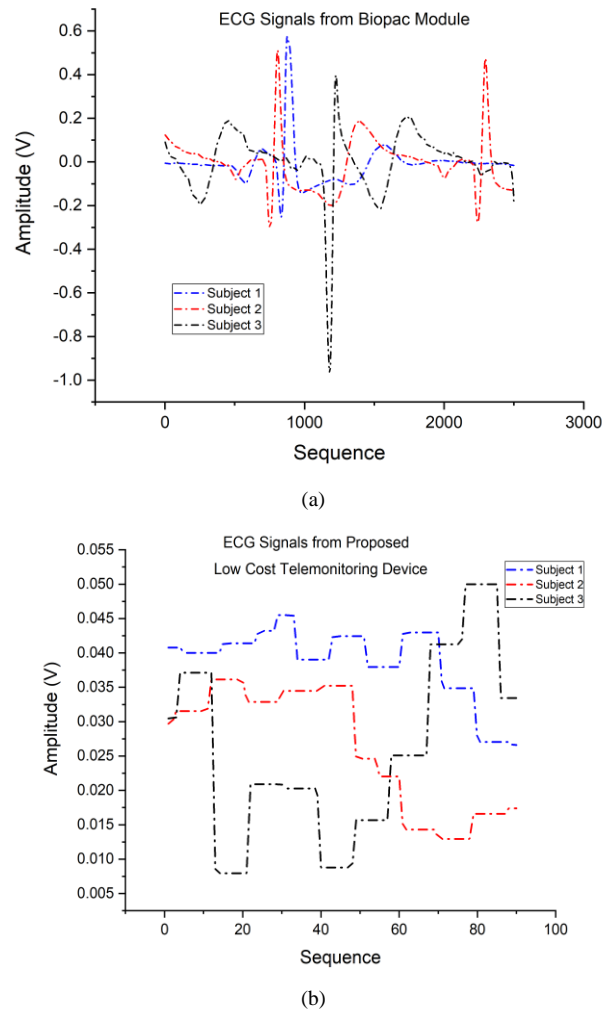 ECG Signals from Biopac Module
0.6
0.4
0.2
0.0
-0.2
-0.4
-0.6
-0.8
-1.0
Amplitude (V)
Subject 1
Subject 2
Subject 3
0
1000
2000
3000
Sequence
(a)
ECG Signals from Proposed
Low Cost Telemonitoring Device
0.055
0.050
0.045
0.040
0.035
0.030
0.025
0.020
0.015
0.010
0.005
Amplitude (V)
Subject 1
Subject 2
Subject 3
0
20
40
60
80
100
Sequence
(b)